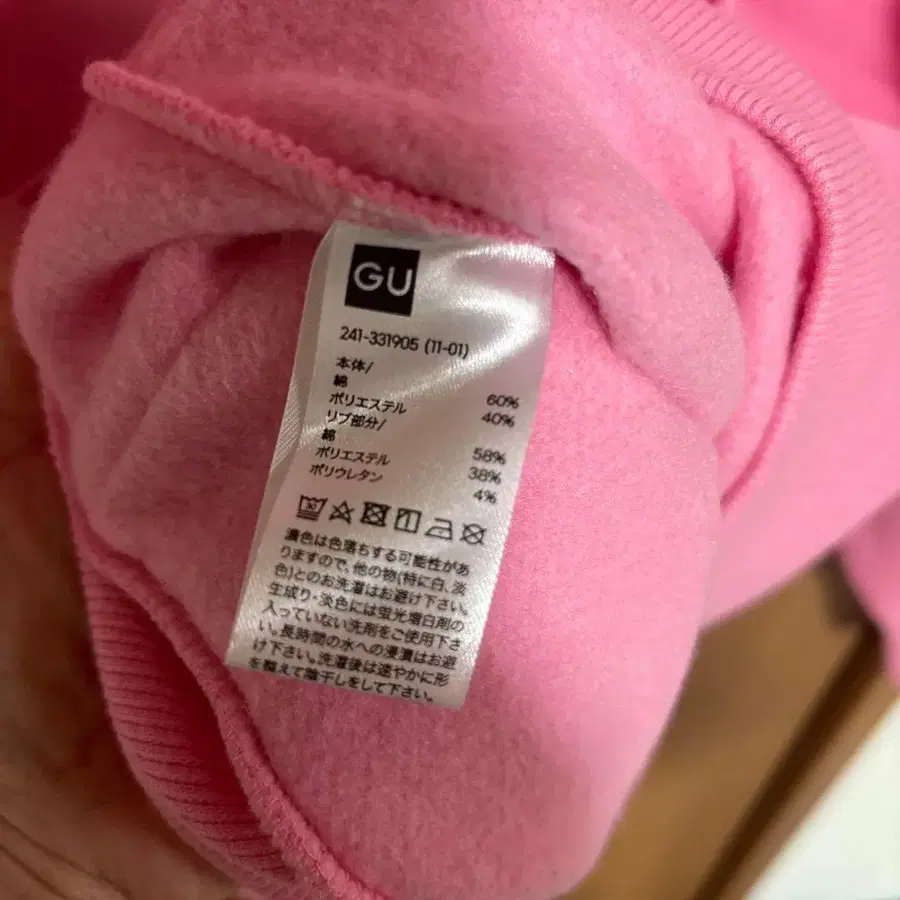 GU
241-331905 (11-01)
本体/
綿 60%
ポリエステル 40%
リブ部分/
綿 58%
ポリエステル 38%
ポリウレタン 4%
30
濃色は色落ちする可能性があ
りますので、他の物(特に白、淡
色)とのお洗濯はお避け下さい。
生成り・淡色には蛍光増白剤の
入っていない洗剤をご使用下さ
い。長時間の水への浸漬はお避
け下さい。洗濯後は速やかに形
を整えて陰干しをして下さい。